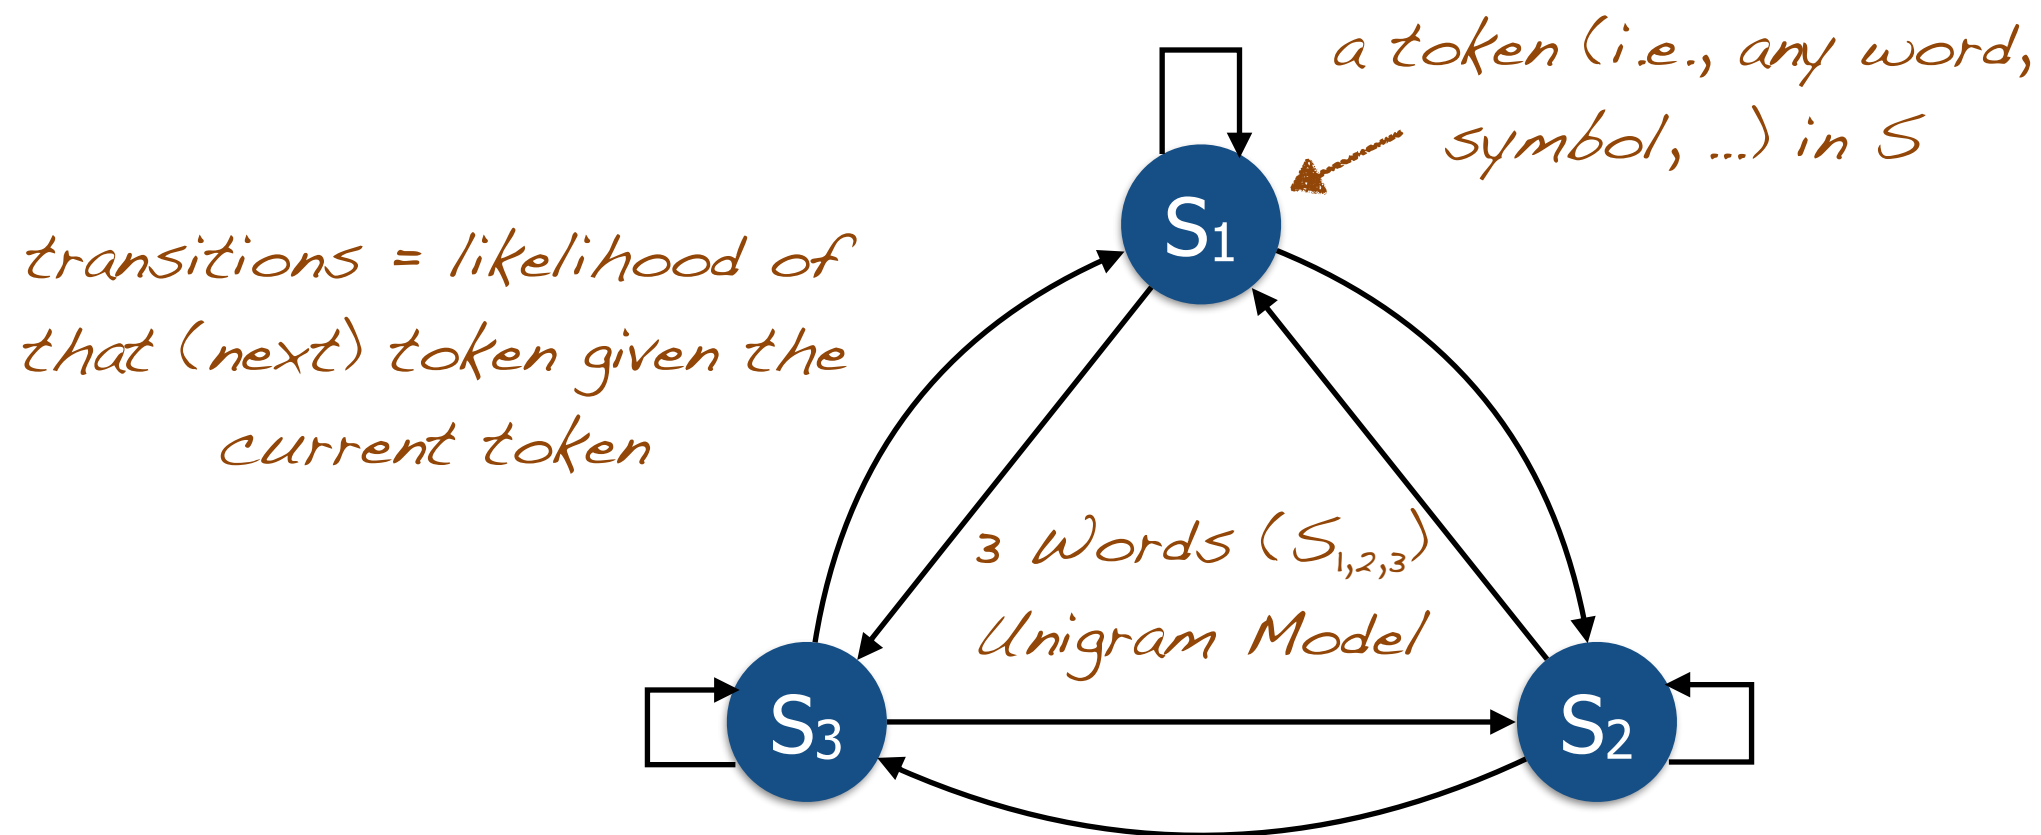 a token (i.e., any word,
symbol, ...) in S
S1
transitions = likelihood of
that (next) token given the
current token
3 Words (S1,2,3)
Unigram Model
S3
S2